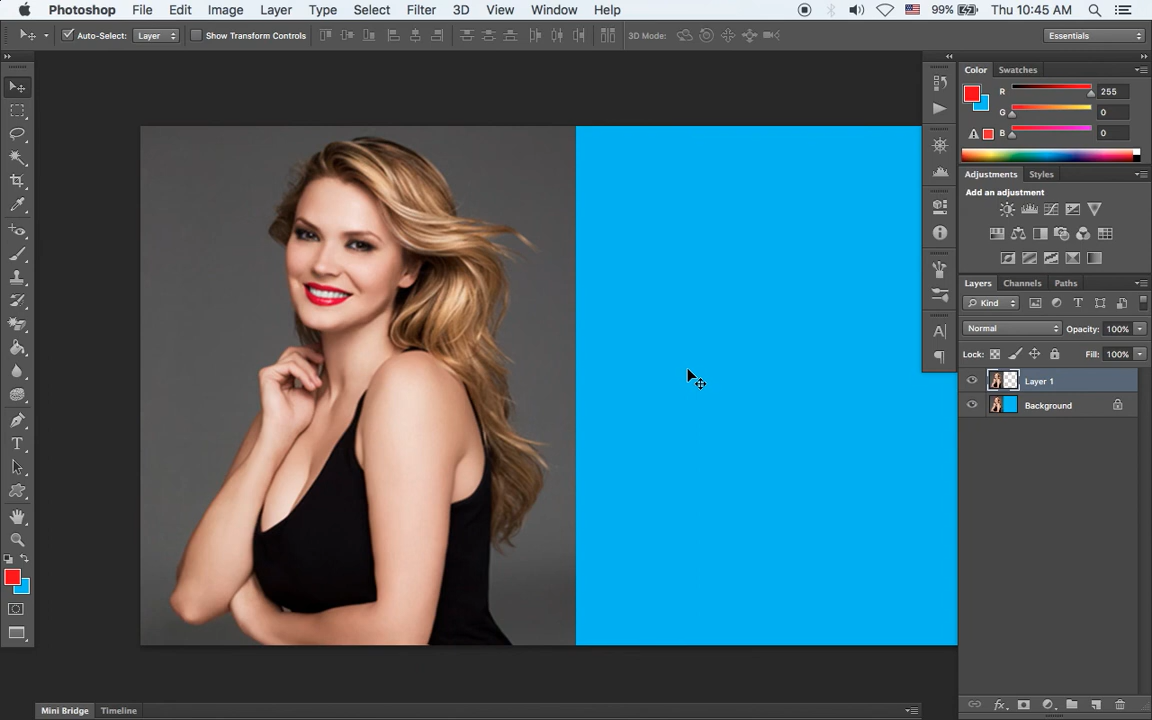 Photoshop File Edit Image Layer Type Select Filter 3D View Window Help 99% Thu 10:45 AM
Auto-Select: Layer Show Transform Controls 3D Mode: Essentials
Color Swatches
R 255
G 0
B 0
Adjustments Styles
Add an adjustment
Layers Channels Paths
Kind
Normal Opacity: 100%
Lock: Fill: 100%
Layer 1
Background
Mini Bridge Timeline